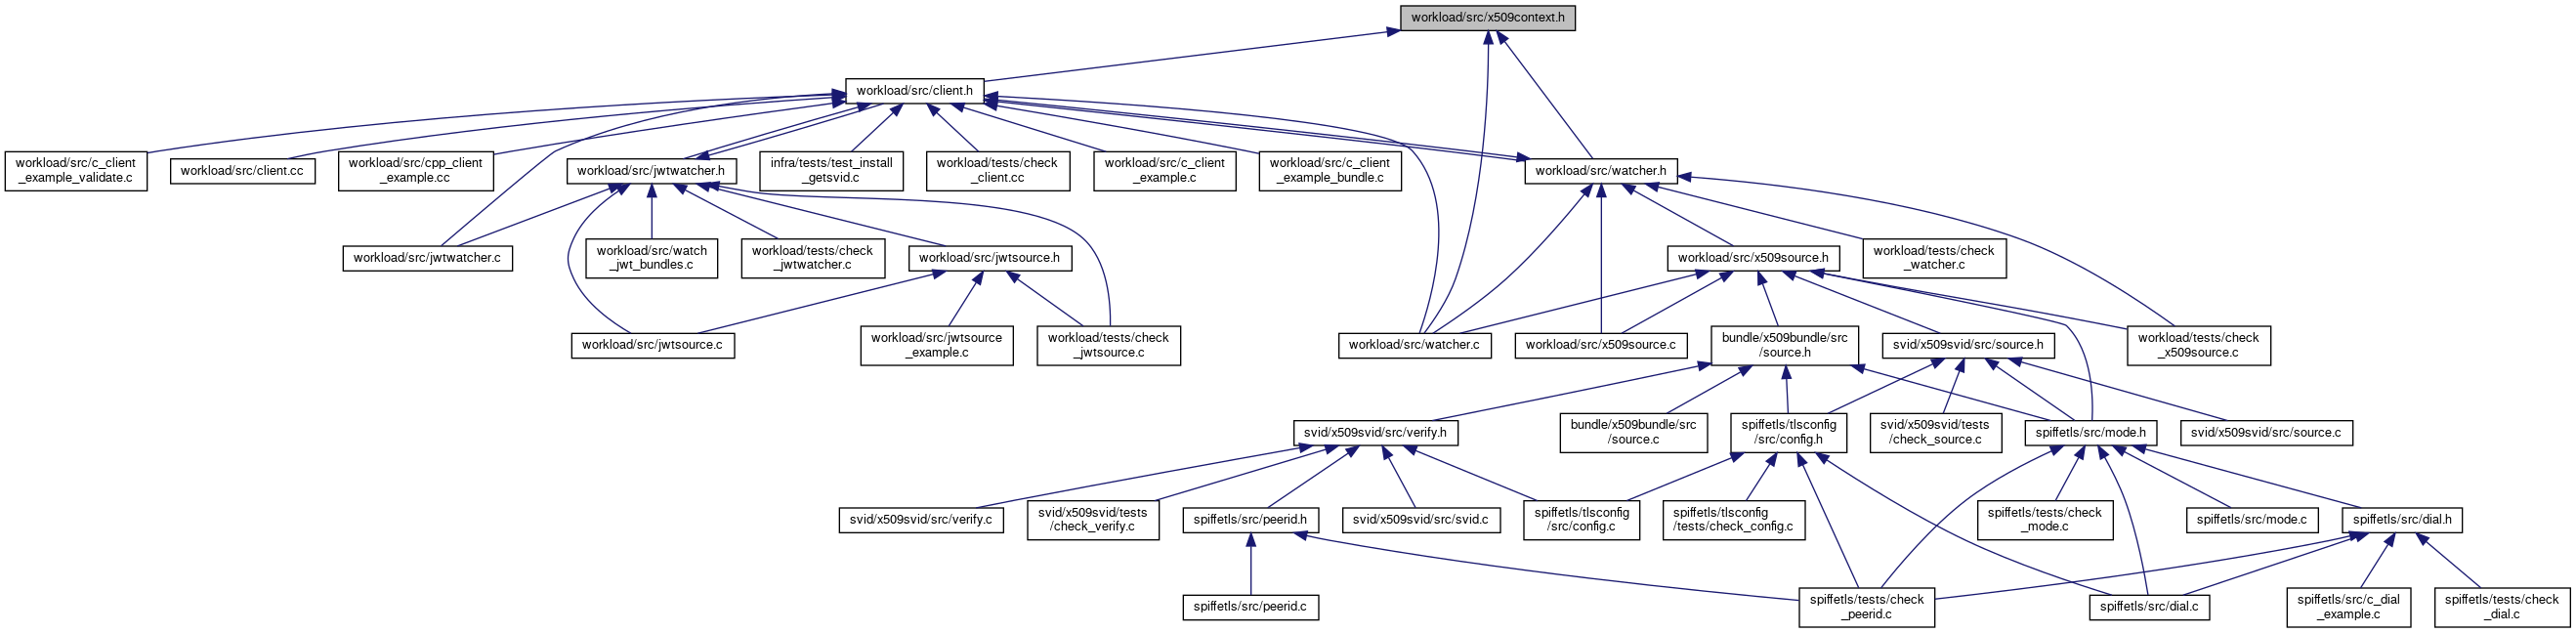 workload/src/x509context.h
workload/src/client.h
workload/src/c_client
_example_validate.c
workload/src/client.cc
workload/src/cpp_client
_example.cc
workload/src/jwtwatcher.h
infra/tests/test_install
_getsvid.c
workload/tests/check
_client.cc
workload/src/c_client
_example.c
workload/src/c_client
_example_bundle.c
workload/src/watcher.h
workload/src/jwtwatcher.c
workload/src/watch
_jwt_bundles.c
workload/tests/check
_jwtwatcher.c
workload/src/jwtsource.h
workload/src/x509source.h
workload/tests/check
_watcher.c
workload/src/jwtsource.c
workload/src/jwtsource
_example.c
workload/tests/check
_jwtsource.c
workload/src/watcher.c
workload/src/x509source.c
bundle/x509bundle/src
/source.h
svid/x509svid/src/source.h
workload/tests/check
_x509source.c
svid/x509svid/src/verify.h
bundle/x509bundle/src
/source.c
spiffetls/tlsconfig
/src/config.h
svid/x509svid/tests
/check_source.c
spiffetls/src/mode.h
svid/x509svid/src/source.c
svid/x509svid/src/verify.c
svid/x509svid/tests
/check_verify.c
spiffetls/src/peerid.h
svid/x509svid/src/svid.c
spiffetls/tlsconfig
/src/config.c
spiffetls/tlsconfig
/tests/check_config.c
spiffetls/tests/check
_mode.c
spiffetls/src/mode.c
spiffetls/src/dial.h
spiffetls/src/peerid.c
spiffetls/tests/check
_peerid.c
spiffetls/src/dial.c
spiffetls/src/c_dial
_example.c
spiffetls/tests/check
_dial.c